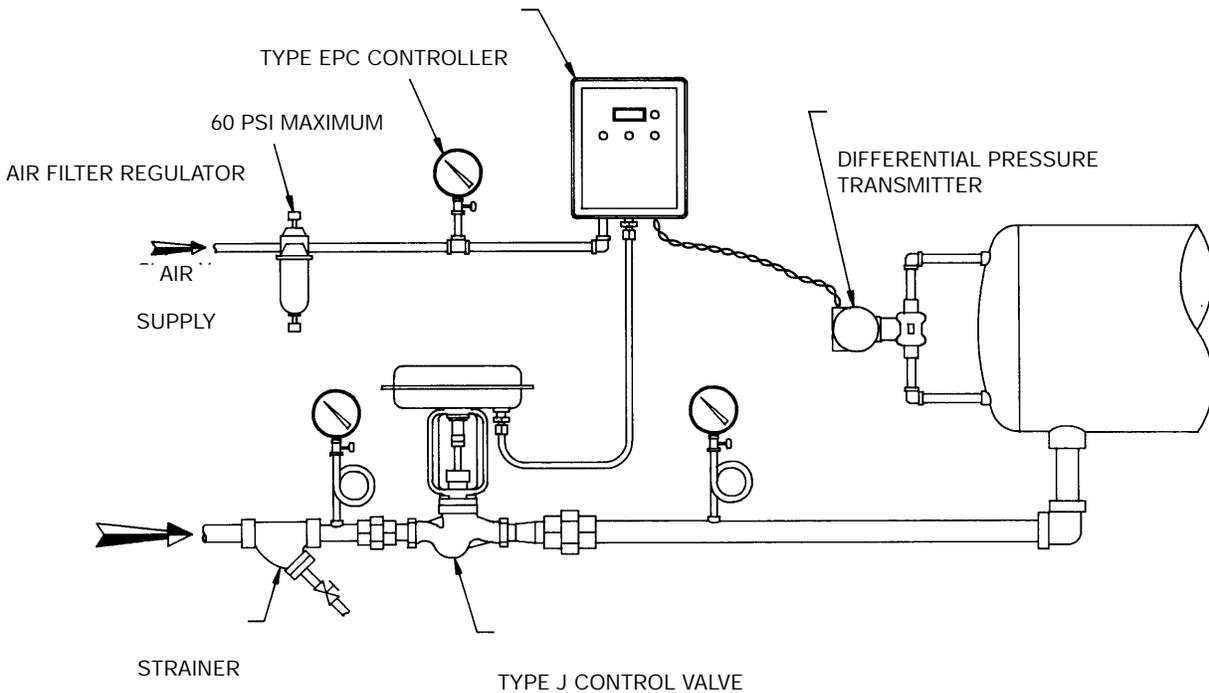 TYPE EPC CONTROLLER
60 PSI MAXIMUM
AIR FILTER REGULATOR
DIFFERENTIAL PRESSURE
TRANSMITTER
AIR
SUPPLY
STRAINER
TYPE J CONTROL VALVE